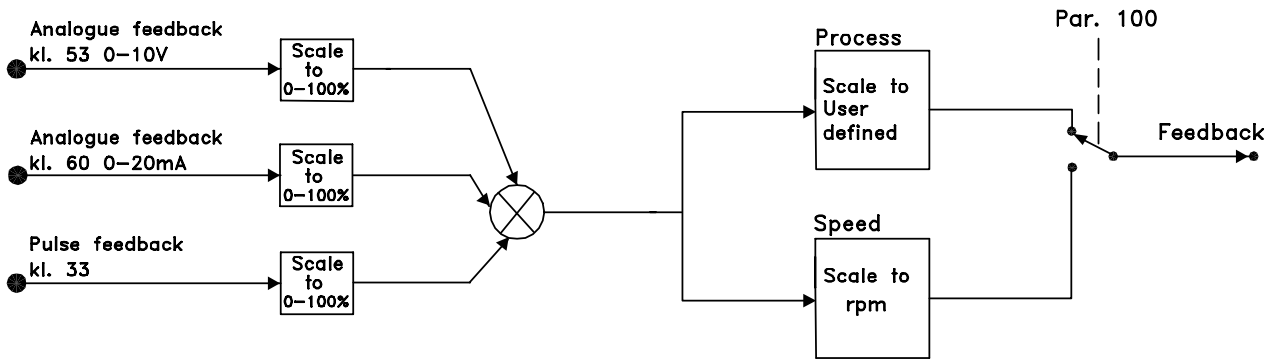 Analogue feedback
kl. 53 0-10V
Scale
to
0-100%
Analogue feedback
kl. 60 0-20mA
Scale
to
0-100%
Pulse feedback
kl. 33
Scale
to
0-100%
Process
Scale to
User
defined
Speed
Scale to
rpm
Par. 100
Feedback